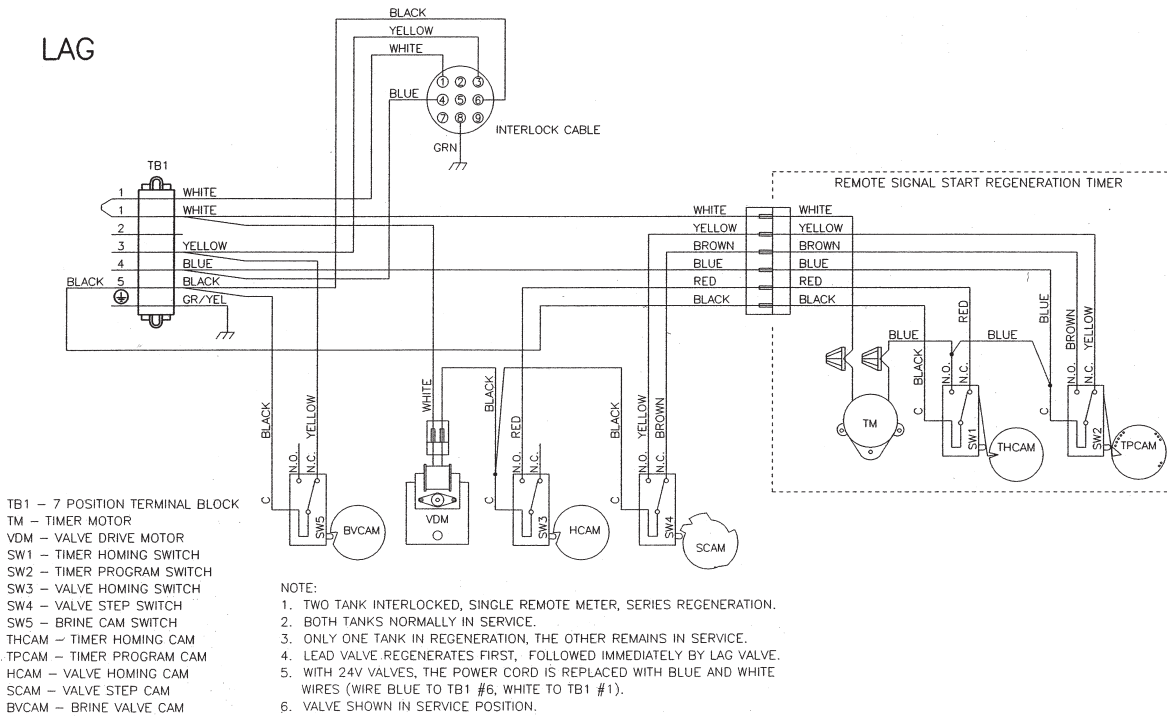 BLACK
YELLOW
LAG
WHITE
1 2 3
BLUE
4 5 6
7 8 9
INTERLOCK CABLE
GRN
TB1
REMOTE SIGNAL START REGENERATION TIMER
1 WHITE
1 WHITE
WHITE WHITE
2
YELLOW YELLOW
3 YELLOW
BROWN BROWN
4 BLUE
BLUE BLUE
BLACK 5 BLACK
RED RED
GR/YEL
BLACK BLACK
BLUE
RED
BROWN
YELLOW
BLUE
BLUE
BLACK
N.O.
N.C.
N.O.
N.C.
C
SW1
C
SW2
TM
THCAM
TPCAM
BLACK
YELLOW
WHITE
BLACK
RED
BLACK
YELLOW
BROWN
N.O.
N.C.
N.O.
N.C.
N.O.
N.C.
C
SW5
BVCAM
VDM
C
SW3
HCAM
C
SW4
SCAM
TB1 – 7 POSITION TERMINAL BLOCK
TM – TIMER MOTOR
VDM – VALVE DRIVE MOTOR
SW1 – TIMER HOMING SWITCH
SW2 – TIMER PROGRAM SWITCH
SW3 – VALVE HOMING SWITCH
SW4 – VALVE STEP SWITCH
SW5 – BRINE CAM SWITCH
THCAM – TIMER HOMING CAM
TPCAM – TIMER PROGRAM CAM
HCAM – VALVE HOMING CAM
SCAM – VALVE STEP CAM
BVCAM – BRINE VALVE CAM
NOTE:
1. TWO TANK INTERLOCKED, SINGLE REMOTE METER, SERIES REGENERATION.
2. BOTH TANKS NORMALLY IN SERVICE.
3. ONLY ONE TANK IN REGENERATION, THE OTHER REMAINS IN SERVICE.
4. LEAD VALVE REGENERATES FIRST, FOLLOWED IMMEDIATELY BY LAG VALVE.
5. WITH 24V VALVES, THE POWER CORD IS REPLACED WITH BLUE AND WHITE
WIRES (WIRE BLUE TO TB1 #6, WHITE TO TB1 #1).
6. VALVE SHOWN IN SERVICE POSITION.